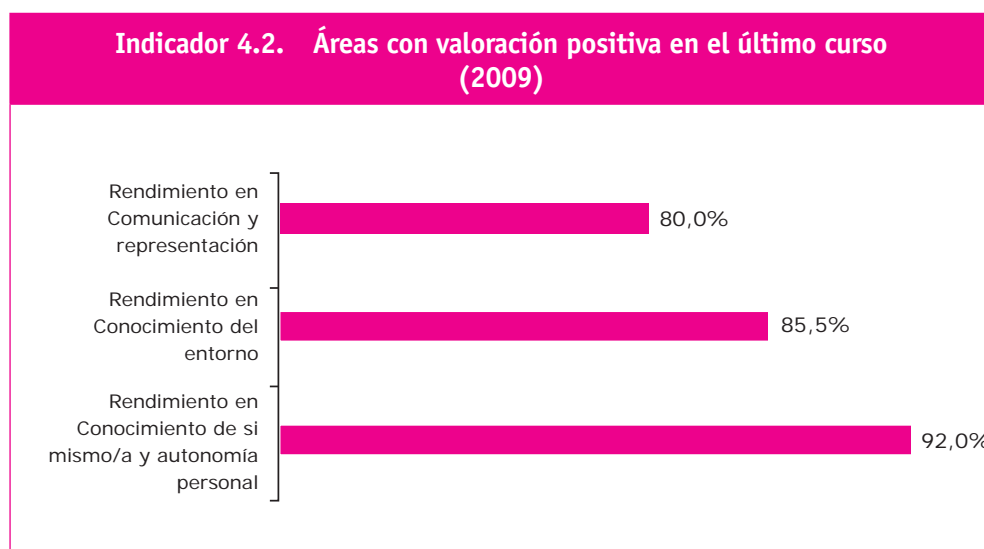 Indicador 4.2. Áreas con valoración positiva en el último curso
(2009)
Rendimiento en
Comunicación y
representación
80,0%
Rendimiento en
Conocimiento del
entorno
85,5%
Rendimiento en
Conocimiento de si
mismo/a y autonomía
personal
92,0%